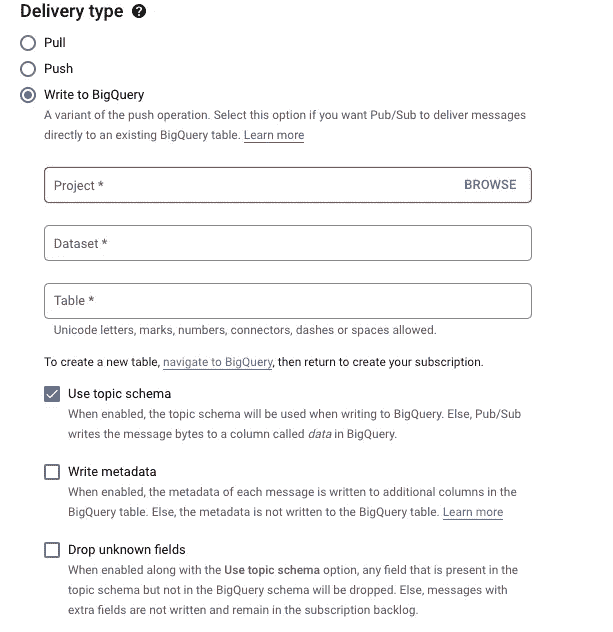 Delivery type ?
Pull
Push
Write to BigQuery
A variant of the push operation. Select this option if you want Pub/Sub to deliver messages
directly to an existing BigQuery table. Learn more
Project * BROWSE
Dataset *
Table *
Unicode letters, marks, numbers, connectors, dashes or spaces allowed.
To create a new table, navigate to BigQuery, then return to create your subscription.
Use topic schema
When enabled, the topic schema will be used when writing to BigQuery. Else, Pub/Sub
writes the message bytes to a column called data in BigQuery.
Write metadata
When enabled, the metadata of each message is written to additional columns in the
BigQuery table. Else, the metadata is not written to the BigQuery table. Learn more
Drop unknown fields
When enabled along with the Use topic schema option, any field that is present in the
topic schema but not in the BigQuery schema will be dropped. Else, messages with
extra fields are not written and remain in the subscription backlog.